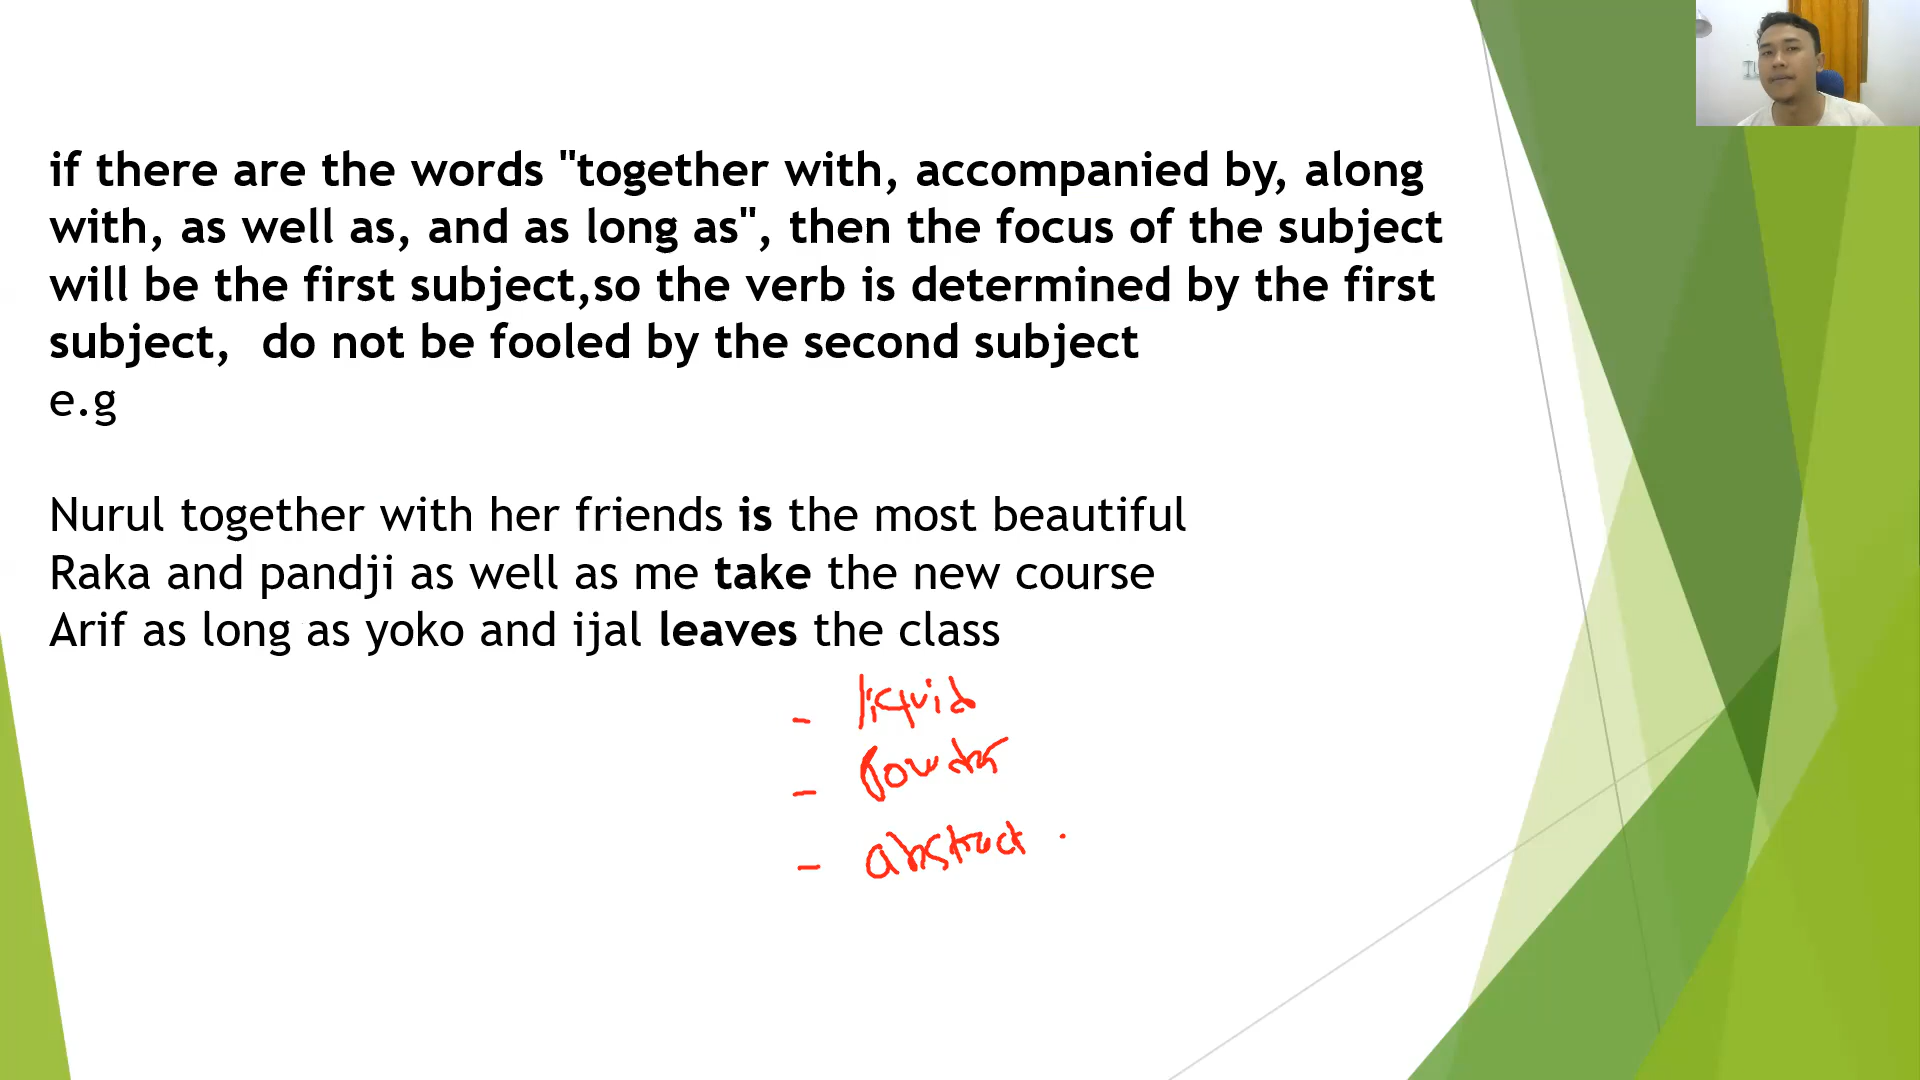 if there are the words "together with, accompanied by, along
with, as well as, and as long as", then the focus of the subject
will be the first subject,so the verb is determined by the first
subject, do not be fooled by the second subject
e.g
Nurul together with her friends is the most beautiful
Raka and pandji as well as me take the new course
Arif as long as yoko and ijal leaves the class
- liquid
- Powder
- abstract